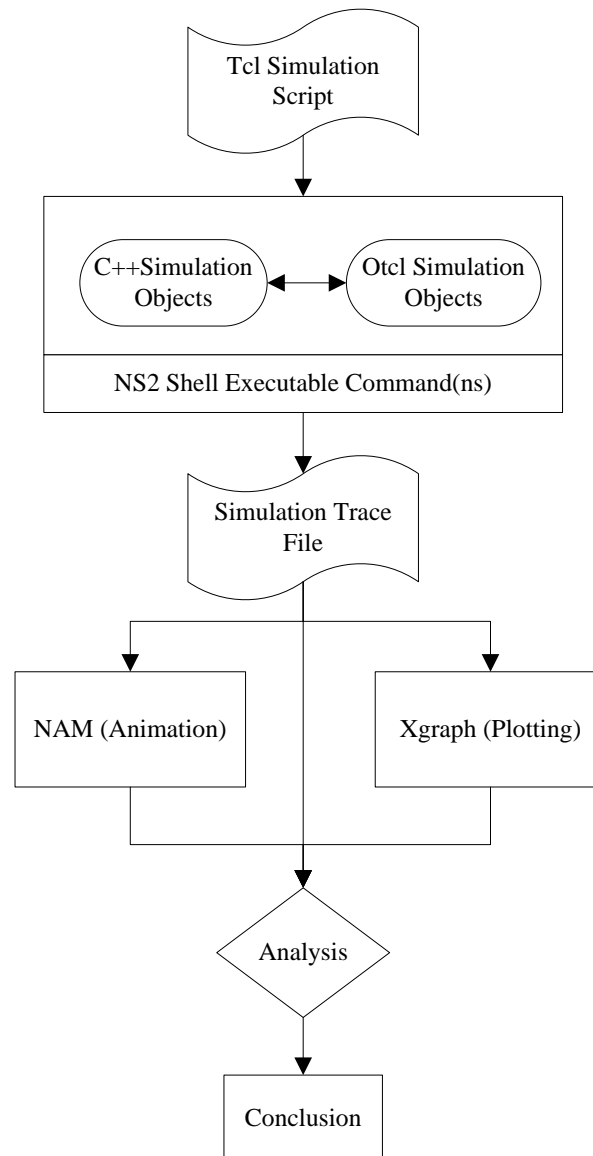 Tcl Simulation
Script
C++Simulation
Objects
Otcl Simulation
Objects
NS2 Shell Executable Command(ns)
Simulation Trace
File
NAM (Animation)
Xgraph (Plotting)
Analysis
Conclusion